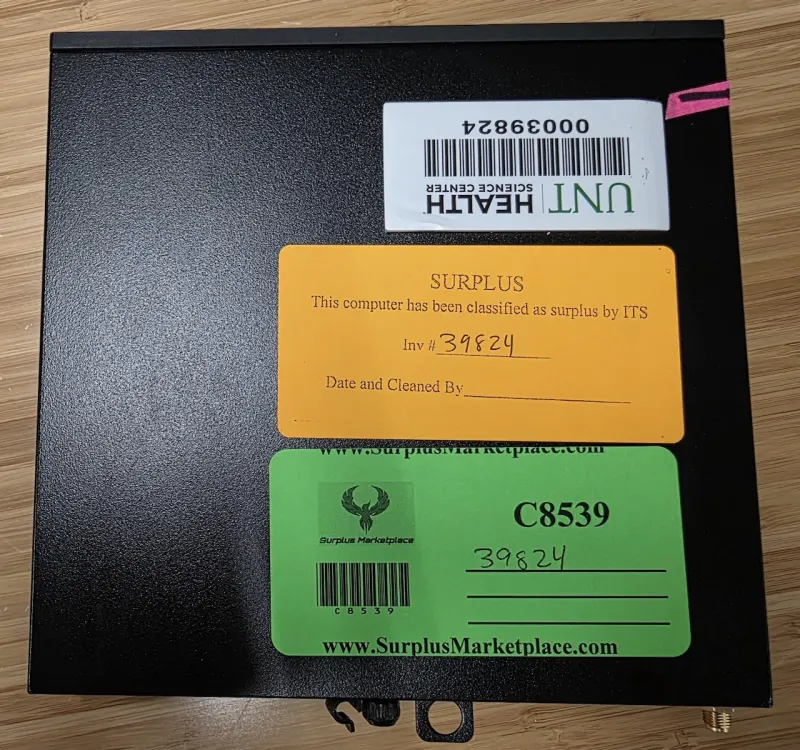 00039824
UNT HEALTH
SCIENCE CENTER
SURPLUS
This computer has been classified as surplus by ITS
Inv # 39824
Date and Cleaned By
www.SurplusMarketplace.com
Surplus Marketplace
C8539
39824
C8539
www.SurplusMarketplace.com